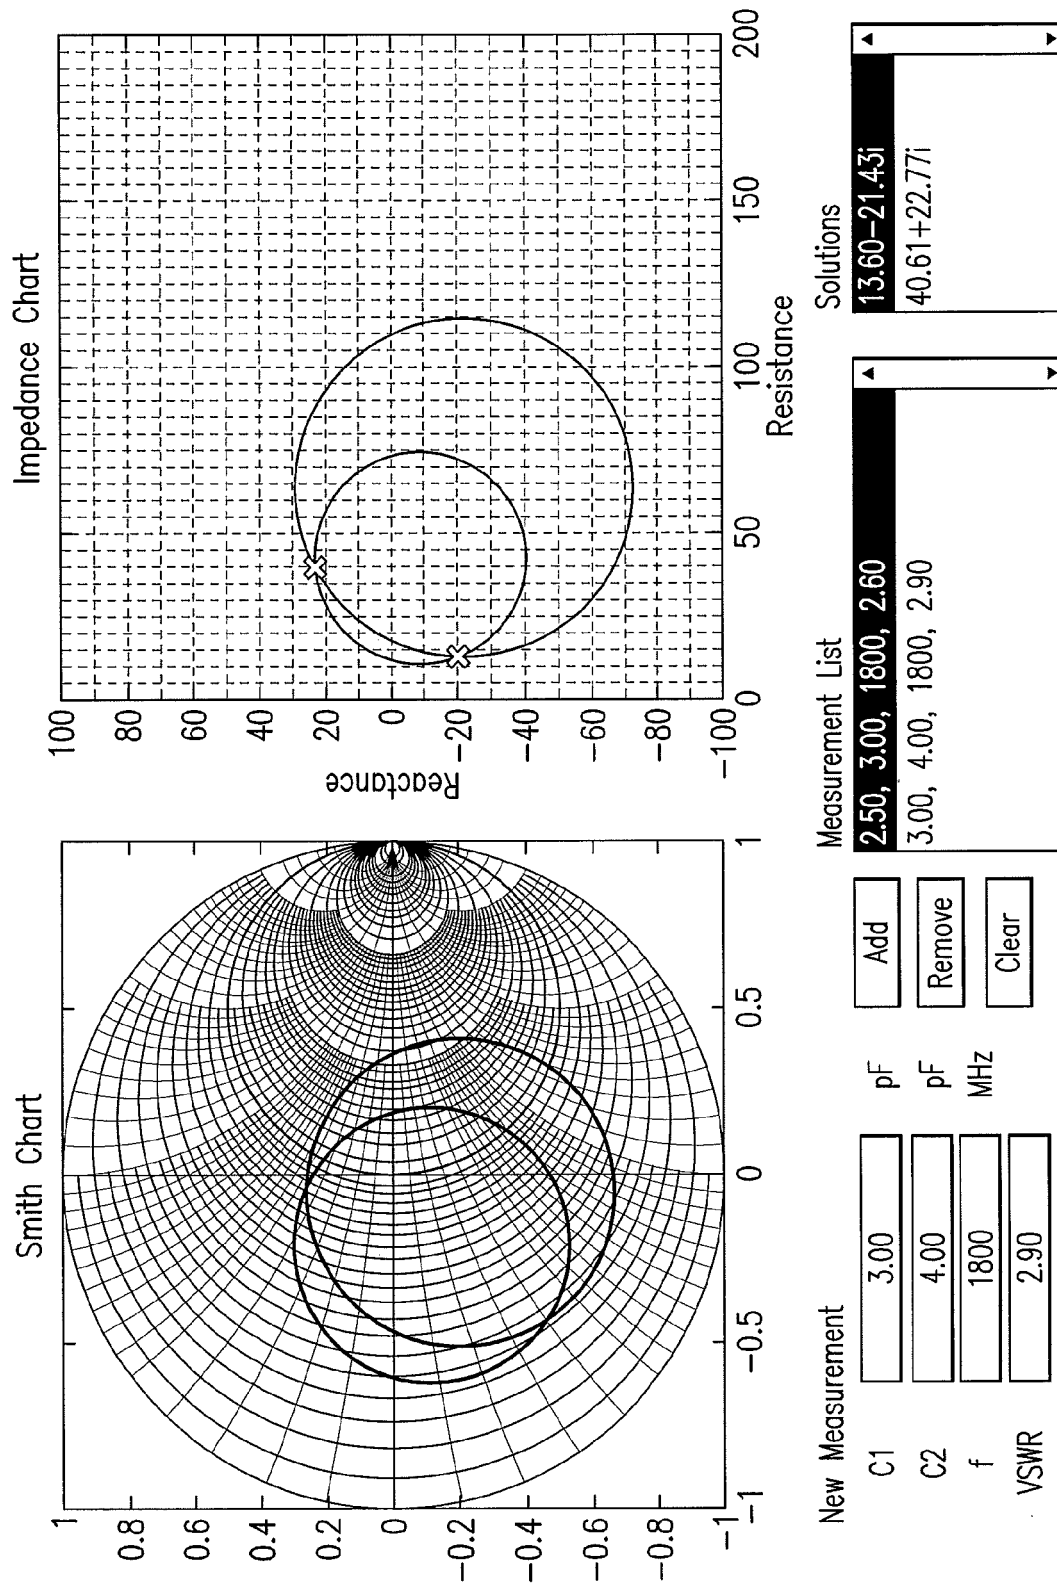 Smith Chart
1
0.8
0.6
0.4
0.2
0
−0.2
−0.4
−0.6
−0.8
−1
−1
−0.5
0
0.5
1
Impedance Chart
Reactance
100
80
60
40
20
0
−20
−40
−60
−80
−100
0
50
100
150
200
Resistance
New Measurement
C1 3.00 pF
C2 4.00 pF
f 1800 MHz
VSWR 2.90
Add
Remove
Clear
Measurement List
2.50, 3.00, 1800, 2.60
3.00, 4.00, 1800, 2.90
Solutions
13.60−21.43i
40.61+22.77i